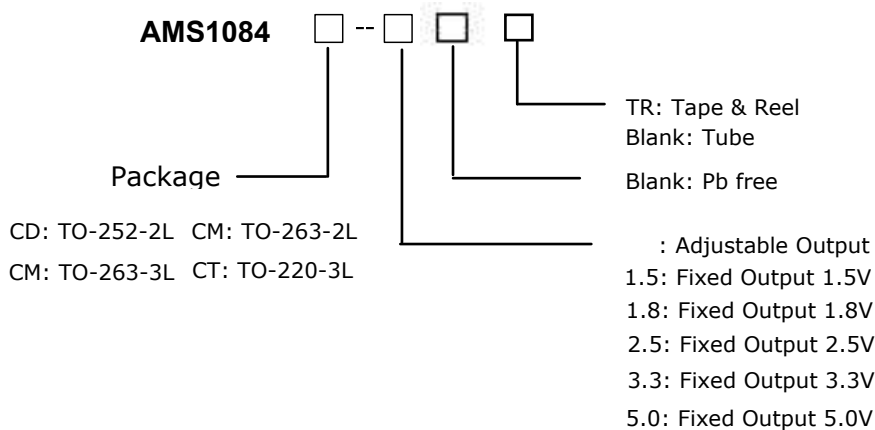 AMS1084 --
TR: Tape & Reel
Blank: Tube
Package
Blank: Pb free
CD: TO-252-2L CM: TO-263-2L
CM: TO-263-3L CT: TO-220-3L
: Adjustable Output
1.5: Fixed Output 1.5V
1.8: Fixed Output 1.8V
2.5: Fixed Output 2.5V
3.3: Fixed Output 3.3V
5.0: Fixed Output 5.0V